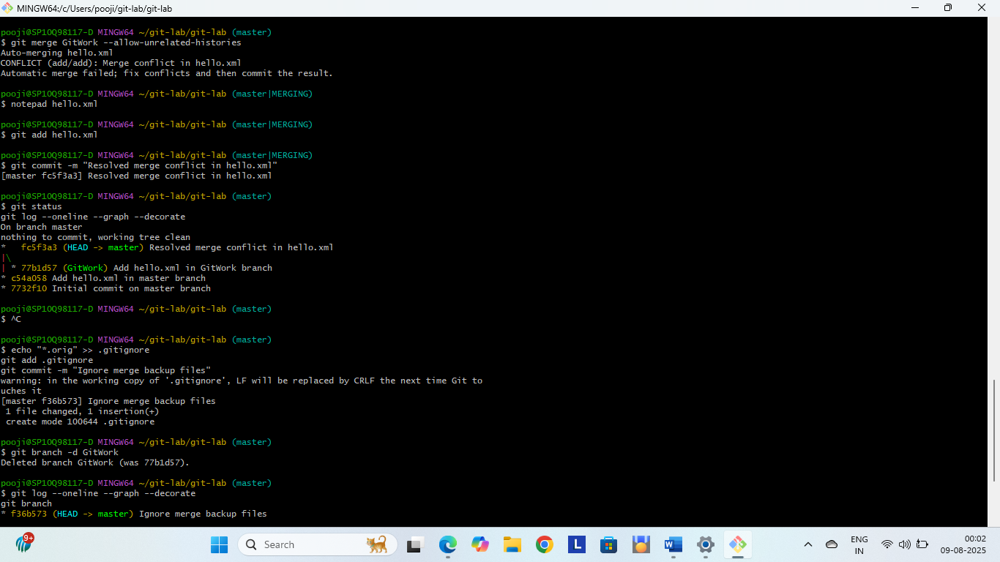 MINGW64:/c/Users/pooji/git-lab/git-lab
pooji@SP10Q98117-D MINGW64 ~/git-lab/git-lab (master)
$ git merge GitWork --allow-unrelated-histories
Auto-merging hello.xml
CONFLICT (add/add): Merge conflict in hello.xml
Automatic merge failed; fix conflicts and then commit the result.
pooji@SP10Q98117-D MINGW64 ~/git-lab/git-lab (master|MERGING)
$ notepad hello.xml
pooji@SP10Q98117-D MINGW64 ~/git-lab/git-lab (master|MERGING)
$ git add hello.xml
pooji@SP10Q98117-D MINGW64 ~/git-lab/git-lab (master|MERGING)
$ git commit -m "Resolved merge conflict in hello.xml"
[master fc5f3a3] Resolved merge conflict in hello.xml
pooji@SP10Q98117-D MINGW64 ~/git-lab/git-lab (master)
$ git status
git log --oneline --graph --decorate
On branch master
nothing to commit, working tree clean
*   fc5f3a3 (HEAD -> master) Resolved merge conflict in hello.xml
|\
| * 77b1d57 (GitWork) Add hello.xml in GitWork branch
* c54a058 Add hello.xml in master branch
* 7732f10 Initial commit on master branch
pooji@SP10Q98117-D MINGW64 ~/git-lab/git-lab (master)
$ ^C
pooji@SP10Q98117-D MINGW64 ~/git-lab/git-lab (master)
$ echo "*.orig" >> .gitignore
git add .gitignore
git commit -m "Ignore merge backup files"
warning: in the working copy of '.gitignore', LF will be replaced by CRLF the next time Git to
uches it
[master f36b573] Ignore merge backup files
 1 file changed, 1 insertion(+)
 create mode 100644 .gitignore
pooji@SP10Q98117-D MINGW64 ~/git-lab/git-lab (master)
$ git branch -d GitWork
Deleted branch GitWork (was 77b1d57).
pooji@SP10Q98117-D MINGW64 ~/git-lab/git-lab (master)
$ git log --oneline --graph --decorate
git branch
* f36b573 (HEAD -> master) Ignore merge backup files
9+
Search
L
W
ENG
IN
00:02
09-08-2025